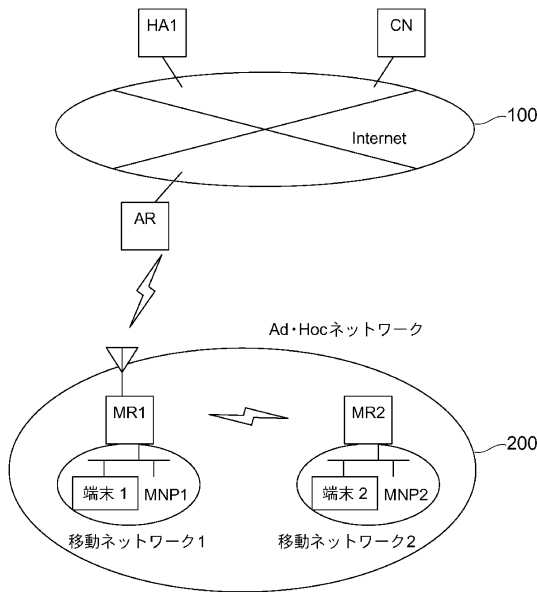 HA1
CN
100
Internet
AR
Ad・Hocネットワーク
MR1
MR2
200
端末 1
MNP1
端末 2
MNP2
移動ネットワーク1
移動ネットワーク2